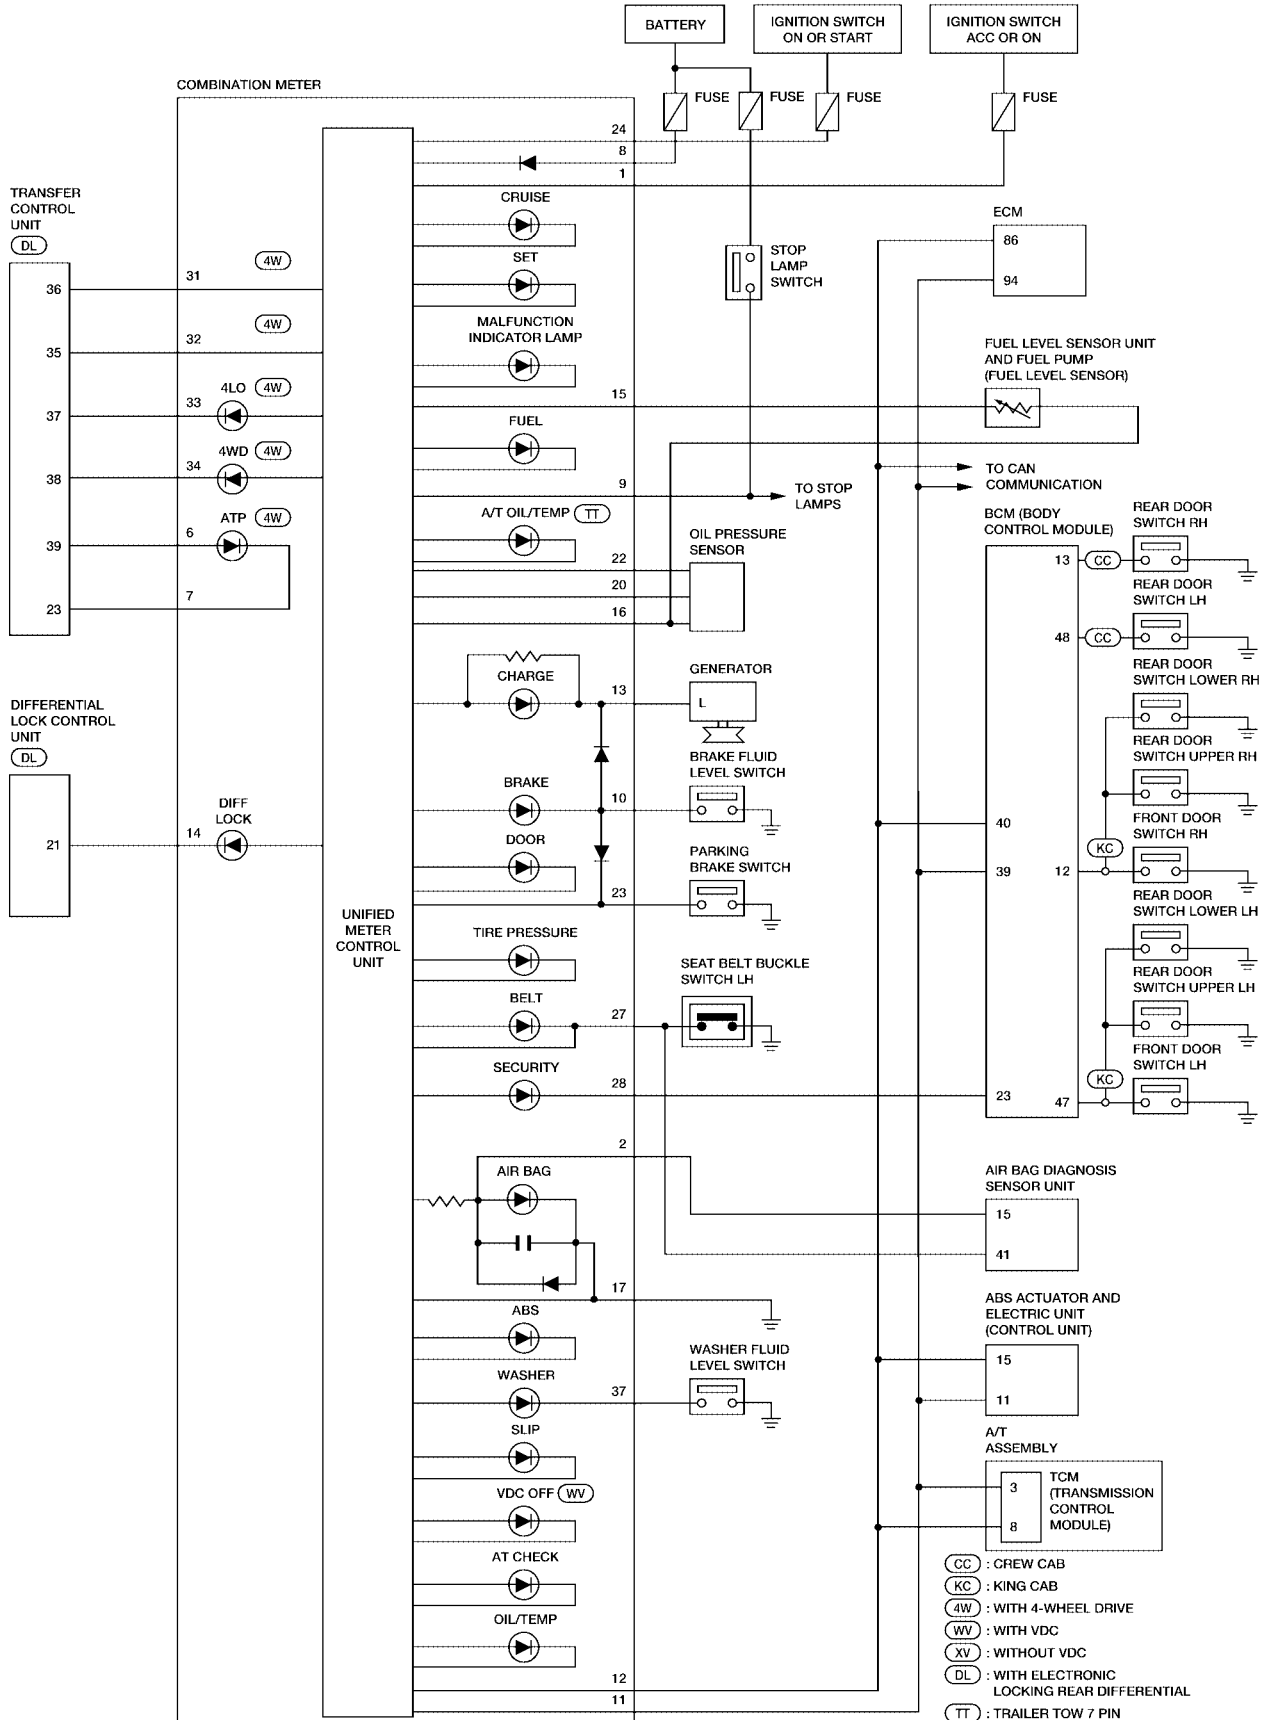 BATTERY
IGNITION SWITCH
ON OR START
IGNITION SWITCH
ACC OR ON
COMBINATION METER
FUSE
FUSE
FUSE
FUSE
24
8
1
TRANSFER
CONTROL
UNIT
DL
CRUISE
ECM
86
94
STOP
LAMP
SWITCH
4W
31
36
SET
4W
32
35
MALFUNCTION
INDICATOR LAMP
FUEL LEVEL SENSOR UNIT
AND FUEL PUMP
(FUEL LEVEL SENSOR)
4LO
4W
33
37
15
FUEL
4WD
4W
34
38
9
TO STOP
LAMPS
TO CAN
COMMUNICATION
ATP
4W
6
39
7
23
A/T OIL/TEMP
TT
22
20
16
OIL PRESSURE
SENSOR
BCM (BODY
CONTROL MODULE)
REAR DOOR
SWITCH RH
13
CC
REAR DOOR
SWITCH LH
48
CC
REAR DOOR
SWITCH LOWER RH
REAR DOOR
SWITCH UPPER RH
FRONT DOOR
SWITCH RH
KC
12
40
39
REAR DOOR
SWITCH LOWER LH
REAR DOOR
SWITCH UPPER LH
FRONT DOOR
SWITCH LH
KC
23
47
CHARGE
13
GENERATOR
L
DIFFERENTIAL
LOCK CONTROL
UNIT
DL
BRAKE FLUID
LEVEL SWITCH
BRAKE
10
DIFF
LOCK
14
21
DOOR
PARKING
BRAKE SWITCH
23
UNIFIED
METER
CONTROL
UNIT
TIRE PRESSURE
SEAT BELT BUCKLE
SWITCH LH
BELT
27
SECURITY
28
2
AIR BAG
AIR BAG DIAGNOSIS
SENSOR UNIT
15
41
17
ABS
ABS ACTUATOR AND
ELECTRIC UNIT
(CONTROL UNIT)
15
11
WASHER
37
WASHER FLUID
LEVEL SWITCH
SLIP
A/T
ASSEMBLY
3
8
TCM
(TRANSMISSION
CONTROL
MODULE)
VDC OFF
WV
AT CHECK
OIL/TEMP
12
11
CC : CREW CAB
KC : KING CAB
4W : WITH 4-WHEEL DRIVE
WV : WITH VDC
XV : WITHOUT VDC
DL : WITH ELECTRONIC
LOCKING REAR DIFFERENTIAL
TT : TRAILER TOW 7 PIN